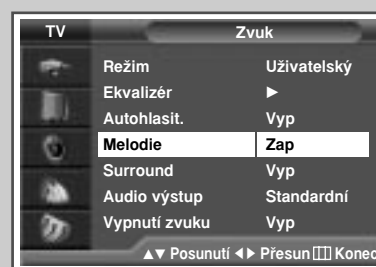 TV Zvuk
Režim Uživatelský
Ekvalizér ►
Autohlasit. Vyp
Melodie Zap
Surround Vyp
Audio výstup Standardní
Vypnutí zvuku Vyp
▲▼ Posunutí ◄► Přesun Konec